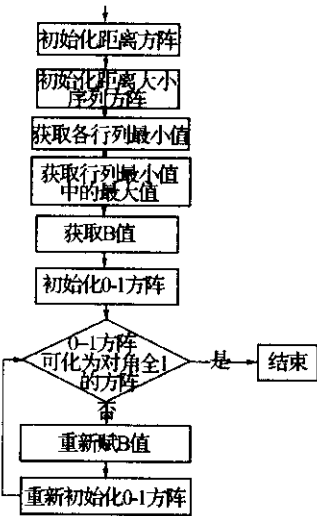 初始化距离方阵
初始化距离大小
序列方阵
获取各行列最小值
获取行列最小值
中的最大值
获取B值
初始化0-1方阵
0-1方阵
可化为对角全1
的方阵
是
结束
否
重新赋B值
重新初始化0-1方阵